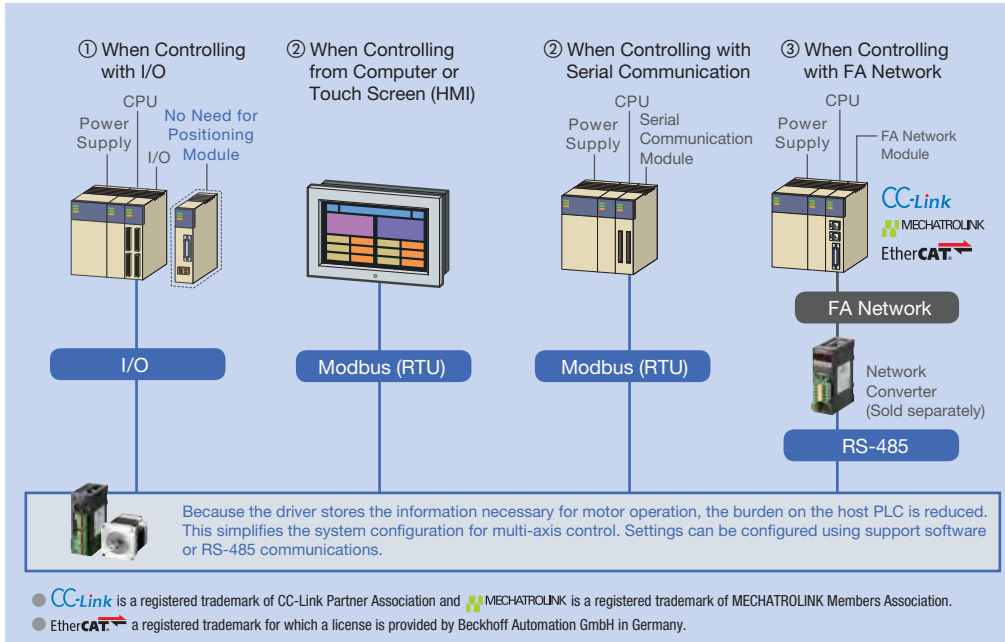 ① When Controlling
with I/O
CPU
Power
Supply
I/O
No Need for
Positioning
Module
② When Controlling
from Computer or
Touch Screen (HMI)
② When Controlling with
Serial Communication
CPU
Power
Supply
Serial
Communication
Module
③ When Controlling
with FA Network
CPU
Power
Supply
FA Network
Module
CC-Link
MECHATROLINK
EtherCAT®
FA Network
I/O
Modbus (RTU)
Modbus (RTU)
Network
Converter
(Sold separately)
RS-485
Because the driver stores the information necessary for motor operation, the burden on the host PLC is reduced.
This simplifies the system configuration for multi-axis control. Settings can be configured using support software
or RS-485 communications.
● CC-Link is a registered trademark of CC-Link Partner Association and MECHATROLINK is a registered trademark of MECHATROLINK Members Association.
● EtherCAT® a registered trademark for which a license is provided by Beckhoff Automation GmbH in Germany.